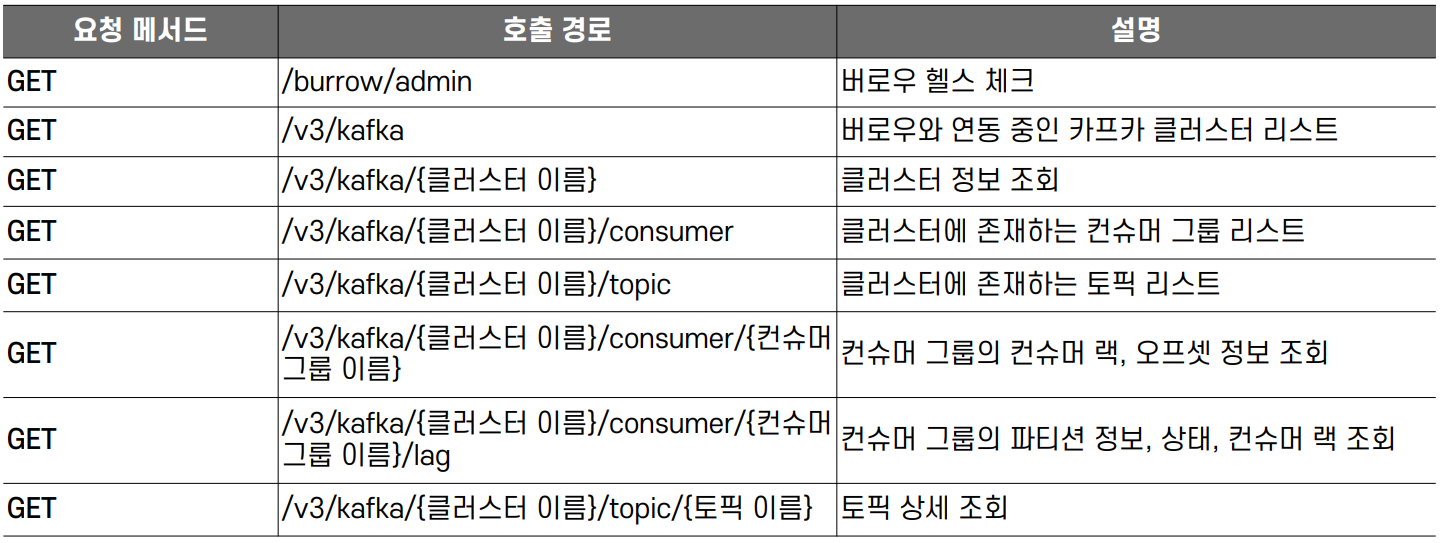 요청 메서드 호출 경로 설명
GET /burrow/admin 버로우 헬스 체크
GET /v3/kafka 버로우와 연동 중인 카프카 클러스터 리스트
GET /v3/kafka/{클러스터 이름} 클러스터 정보 조회
GET /v3/kafka/{클러스터 이름}/consumer 클러스터에 존재하는 컨슈머 그룹 리스트
GET /v3/kafka/{클러스터 이름}/topic 클러스터에 존재하는 토픽 리스트
GET /v3/kafka/{클러스터 이름}/consumer/{컨슈머
그룹 이름} 컨슈머 그룹의 컨슈머 랙, 오프셋 정보 조회
GET /v3/kafka/{클러스터 이름}/consumer/{컨슈머
그룹 이름}/lag 컨슈머 그룹의 파티션 정보, 상태, 컨슈머 랙 조회
GET /v3/kafka/{클러스터 이름}/topic/{토픽 이름} 토픽 상세 조회